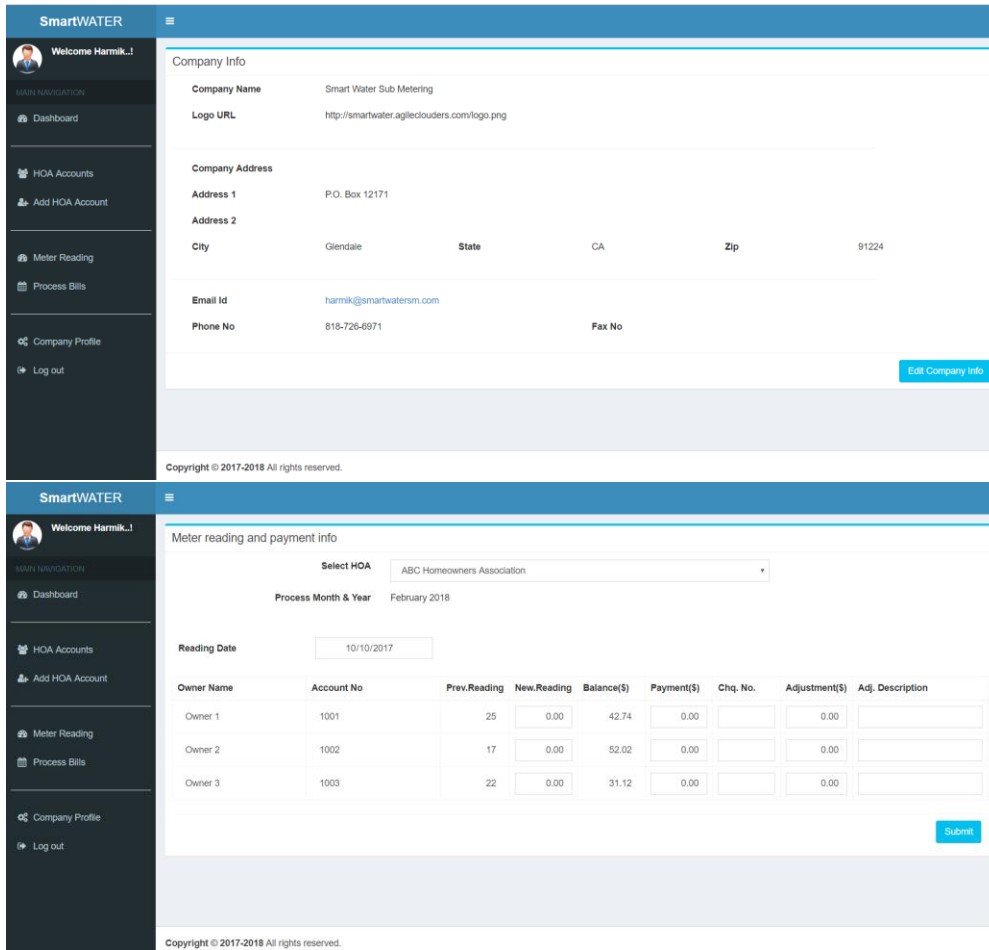 SmartWATER
Welcome Harmik..!
MAIN NAVIGATION
Dashboard
HOA Accounts
Add HOA Account
Meter Reading
Process Bills
Company Profile
Log out
Company Info
Company Name Smart Water Sub Metering
Logo URL http://smartwater.agileclouders.com/logo.png
Company Address
Address 1 P.O. Box 12171
Address 2
City Glendale State CA Zip 91224
Email Id harmik@smartwatersm.com
Phone No 818-726-6971 Fax No
Edit Company Info
Copyright © 2017-2018 All rights reserved.
SmartWATER
Welcome Harmik..!
MAIN NAVIGATION
Dashboard
HOA Accounts
Add HOA Account
Meter Reading
Process Bills
Company Profile
Log out
Meter reading and payment info
Select HOA ABC Homeowners Association
Process Month & Year February 2018
Reading Date 10/10/2017
Owner Name Account No Prev.Reading New.Reading Balance($) Payment($) Chq. No. Adjustment($) Adj. Description
Owner 1 1001 25 0.00 42.74 0.00 0.00
Owner 2 1002 17 0.00 52.02 0.00 0.00
Owner 3 1003 22 0.00 31.12 0.00 0.00
Submit
Copyright © 2017-2018 All rights reserved.